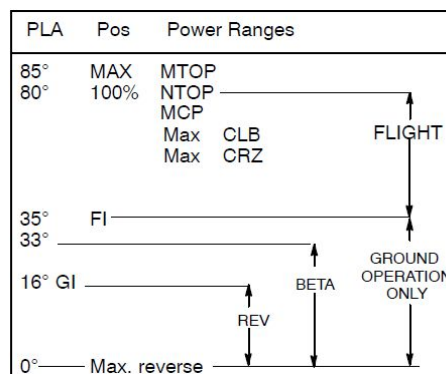 PLA Pos Power Ranges
85° MAX MTOP
80° 100% NTOP
MCP
Max CLB
Max CRZ
FLIGHT
35° FI
33°
GROUND
OPERATION
ONLY
16° GI
BETA
REV
0° Max. reverse